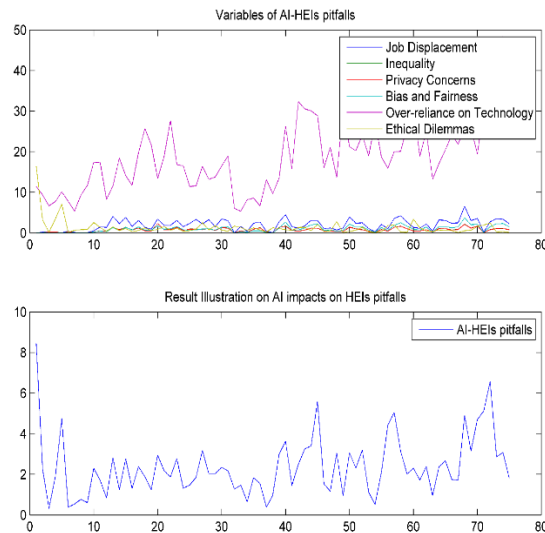 Variables of AI-HEIs pitfalls
50
40
30
20
10
0
Job Displacement
Inequality
Privacy Concerns
Bias and Fairness
Over-reliance on Technology
Ethical Dilemmas
0 10 20 30 40 50 60 70 80
Result Illustration on AI impacts on HEIs pitfalls
10
8
6
4
2
0
AI-HEIs pitfalls
0 10 20 30 40 50 60 70 80